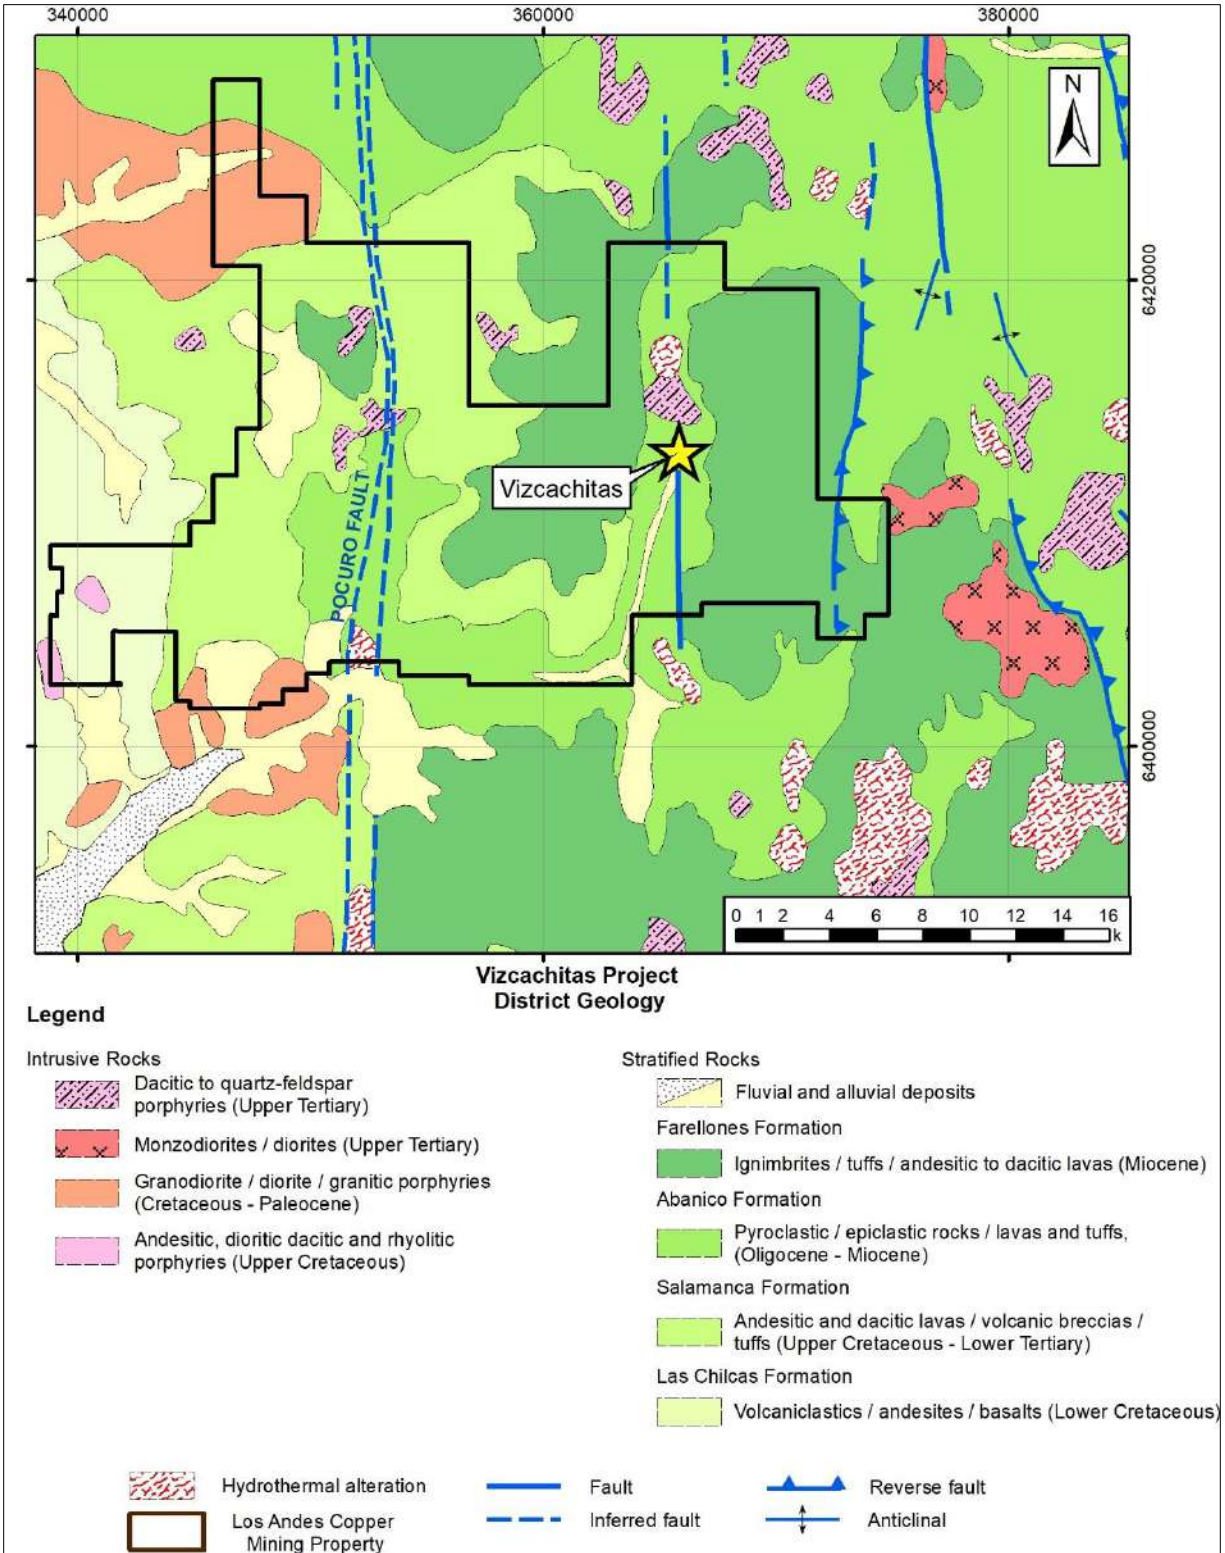 340000
360000
380000
N
6420000
Vizcachitas
POCURO FAULT
6400000
0 1 2 4 6 8 10 12 14 16
k
Vizcachitas Project
District Geology
Legend
Intrusive Rocks
Dacitic to quartz-feldspar
porphyries (Upper Tertiary)
Monzodiorites / diorites (Upper Tertiary)
Granodiorite / diorite / granitic porphyries
(Cretaceous - Paleocene)
Andesitic, dioritic dacitic and rhyolitic
porphyries (Upper Cretaceous)
Stratified Rocks
Fluvial and alluvial deposits
Farellones Formation
Ignimbrites / tuffs / andesitic to dacitic lavas (Miocene)
Abanico Formation
Pyroclastic / epiclastic rocks / lavas and tuffs,
(Oligocene - Miocene)
Salamanca Formation
Andesitic and dacitic lavas / volcanic breccias /
tuffs (Upper Cretaceous - Lower Tertiary)
Las Chilcas Formation
Volcaniclastics / andesites / basalts (Lower Cretaceous)
Hydrothermal alteration
Fault
Reverse fault
Los Andes Copper
Mining Property
Inferred fault
Anticlinal